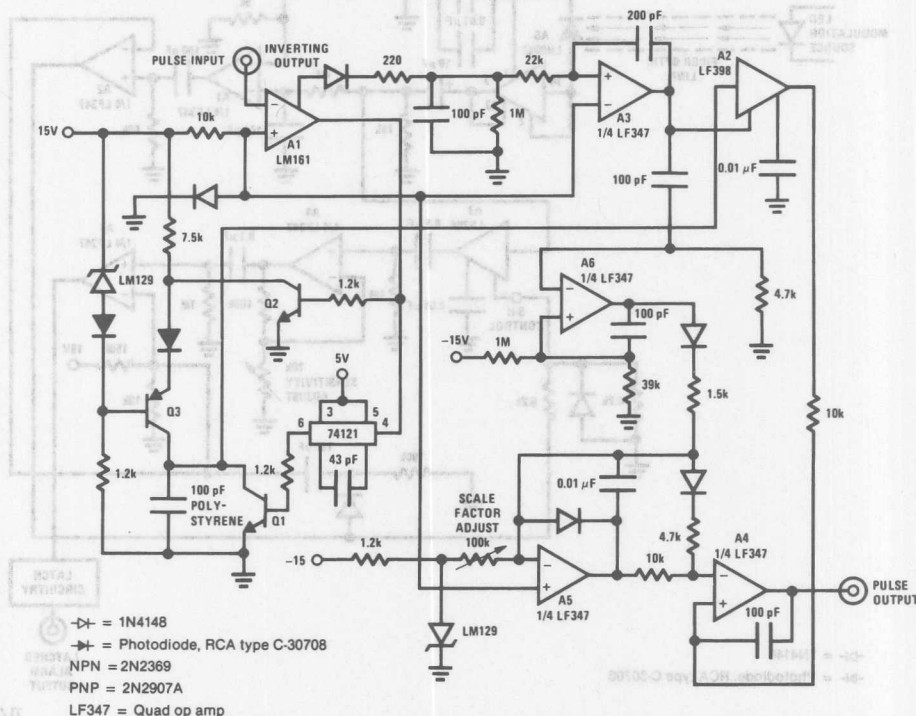 INVERTING
OUTPUT
PULSE INPUT
15V
10k
A1
LM161
220
100 pF
1M
22k
200 pF
A3
1/4 LF347
A2
LF398
0.01 µF
100 pF
7.5k
LM129
Q2
1.2k
Q3
1.2k
100 pF
POLY-
STYRENE
Q1
1.2k
5V
3
5
6
74121
4
43 pF
A6
1/4 LF347
-15V
1M
100 pF
39k
4.7k
1.5k
10k
0.01 µF
4.7k
SCALE
FACTOR
ADJUST
-15
1.2k
100k
LM129
A5
1/4 LF347
10k
A4
1/4 LF347
100 pF
PULSE
OUTPUT
= 1N4148
= Photodiode, RCA type C-30708
NPN = 2N2369
PNP = 2N2907A
LF347 = Quad op amp